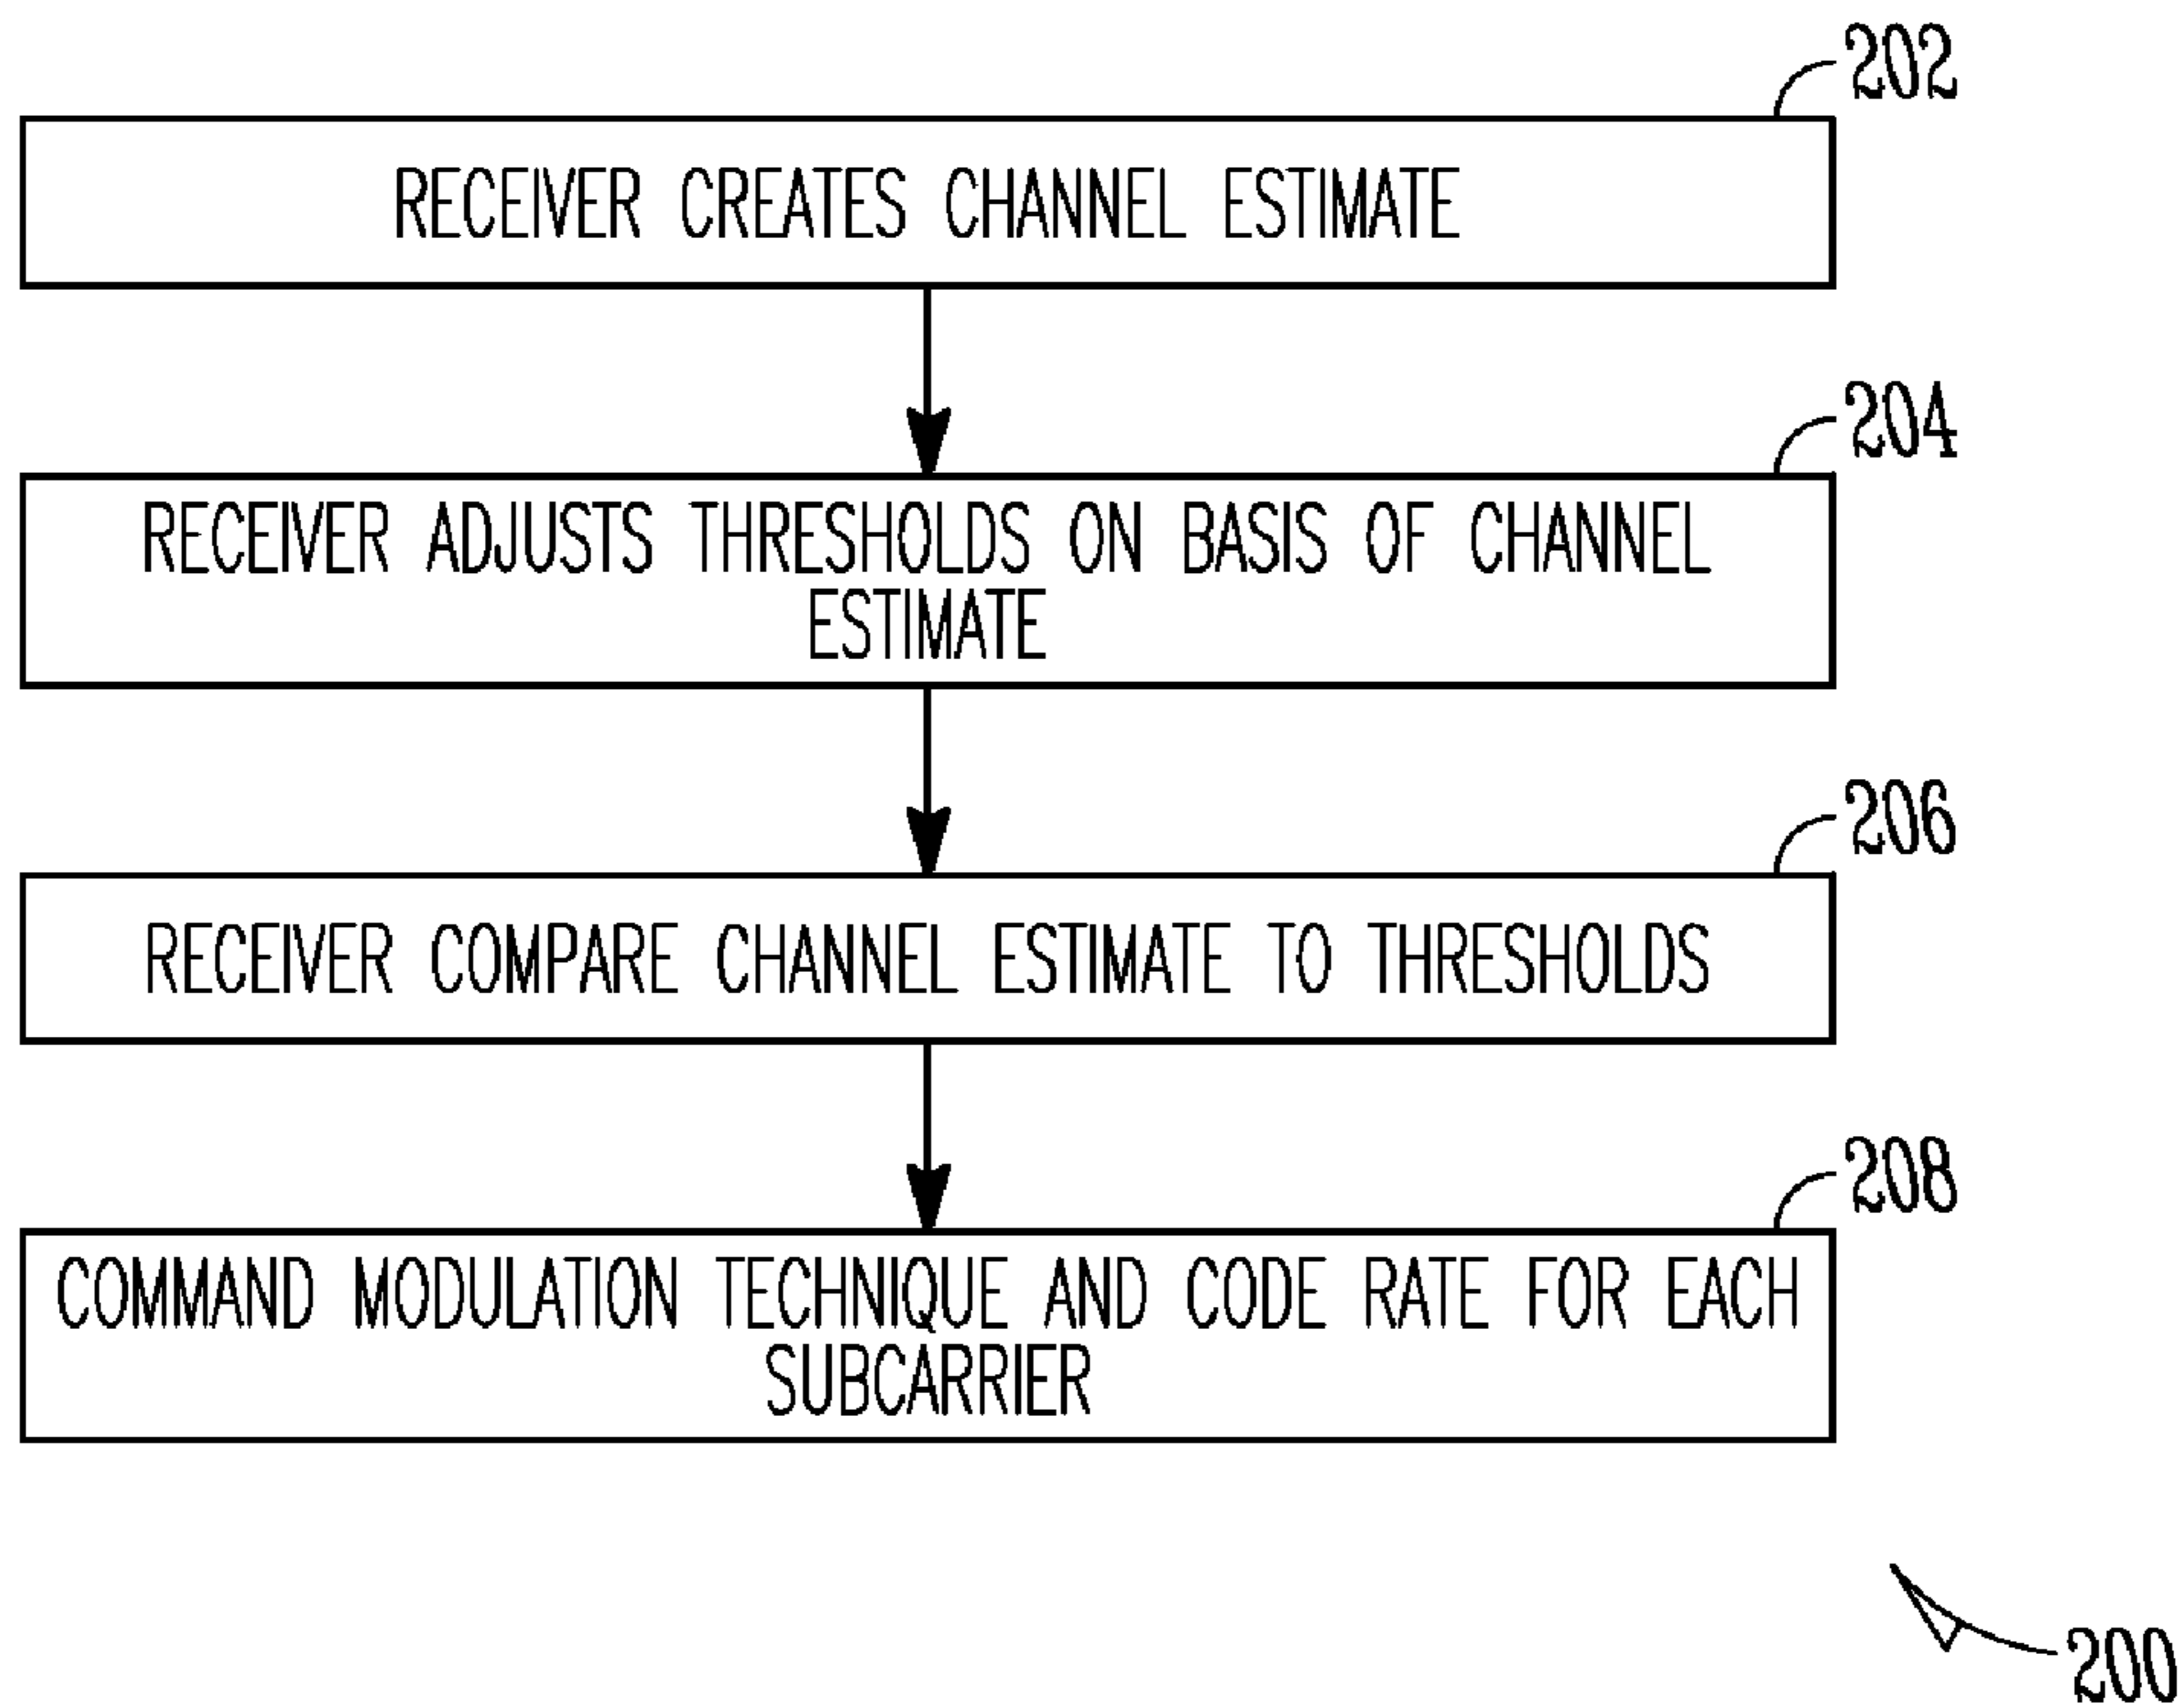 202
RECEIVER CREATES CHANNEL ESTIMATE
204
RECEIVER ADJUSTS THRESHOLDS ON BASIS OF CHANNEL
ESTIMATE
206
RECEIVER COMPARE CHANNEL ESTIMATE TO THRESHOLDS
208
COMMAND MODULATION TECHNIQUE AND CODE RATE FOR EACH
SUBCARRIER
200